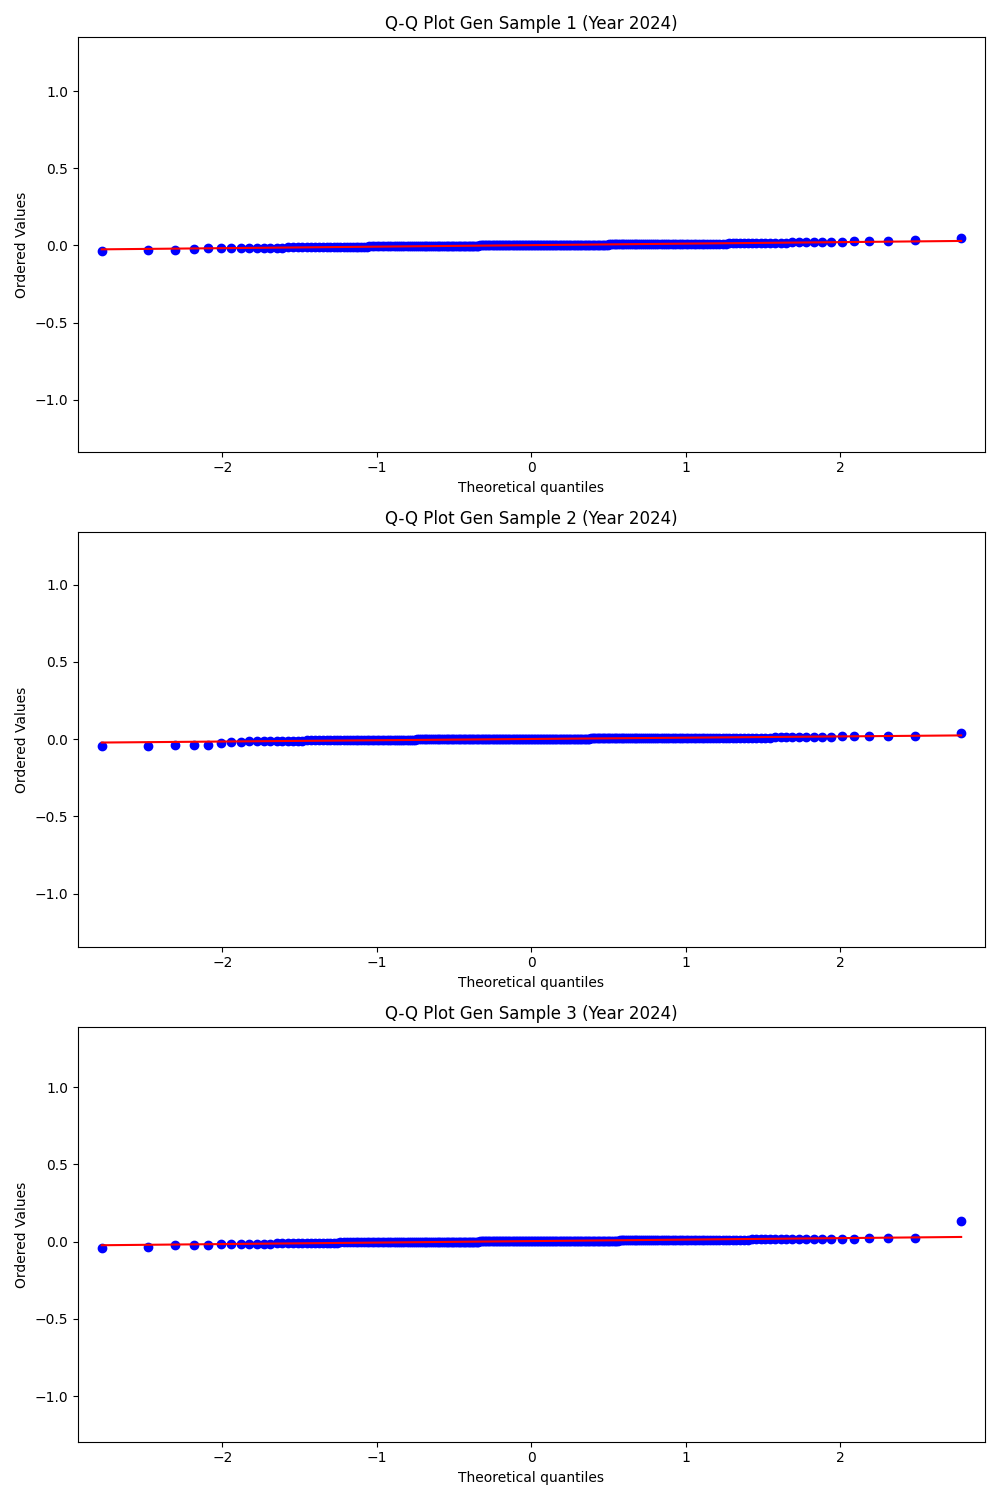 Q-Q Plot Gen Sample 1 (Year 2024)
1.0
0.5
0.0
−0.5
−1.0
Ordered Values
−2 −1 0 1 2
Theoretical quantiles
Q-Q Plot Gen Sample 2 (Year 2024)
1.0
0.5
0.0
−0.5
−1.0
Ordered Values
−2 −1 0 1 2
Theoretical quantiles
Q-Q Plot Gen Sample 3 (Year 2024)
1.0
0.5
0.0
−0.5
−1.0
Ordered Values
−2 −1 0 1 2
Theoretical quantiles